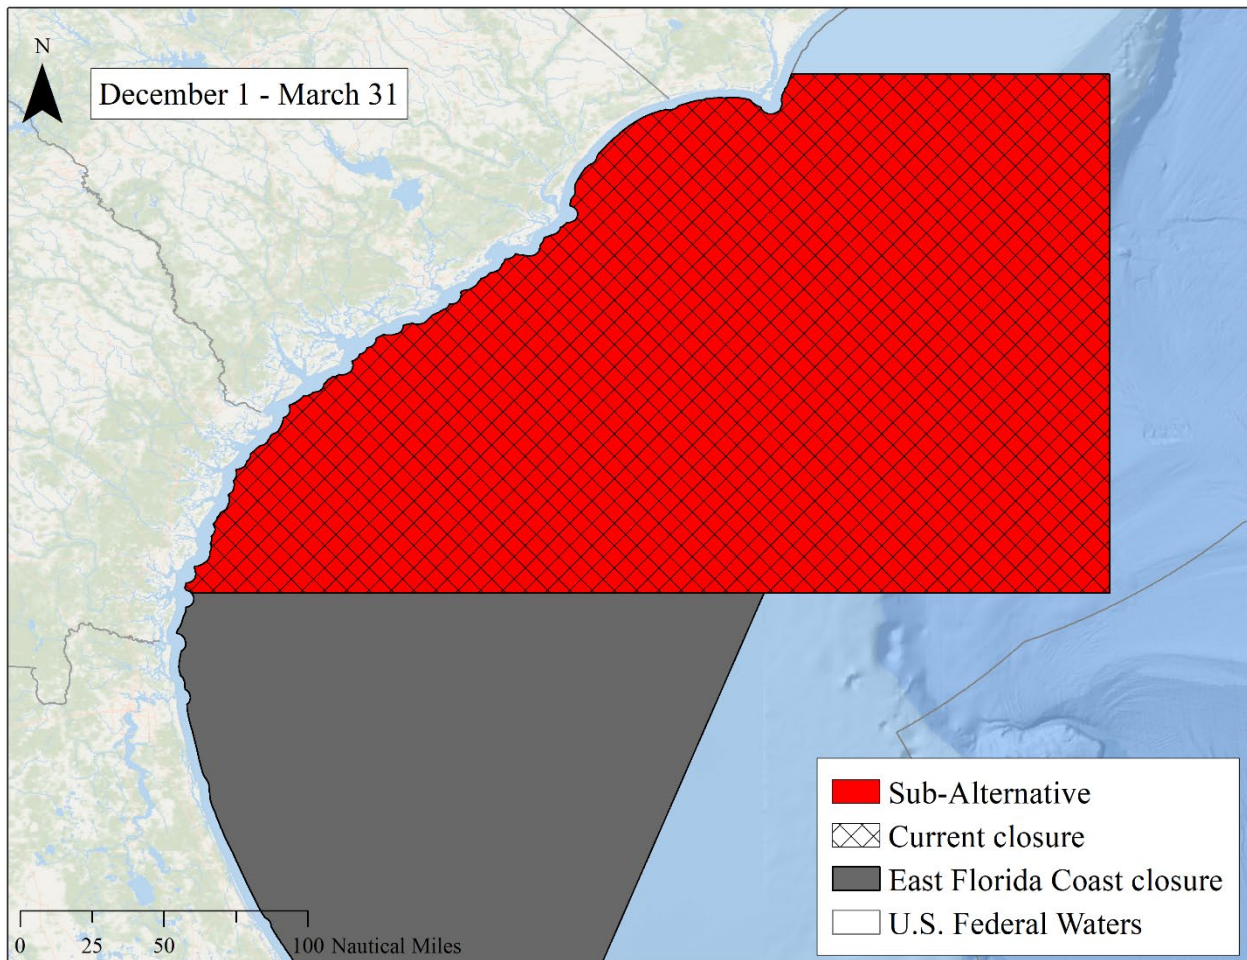 N
December 1 - March 31
Sub-Alternative
Current closure
East Florida Coast closure
U.S. Federal Waters
0 25 50 100 Nautical Miles